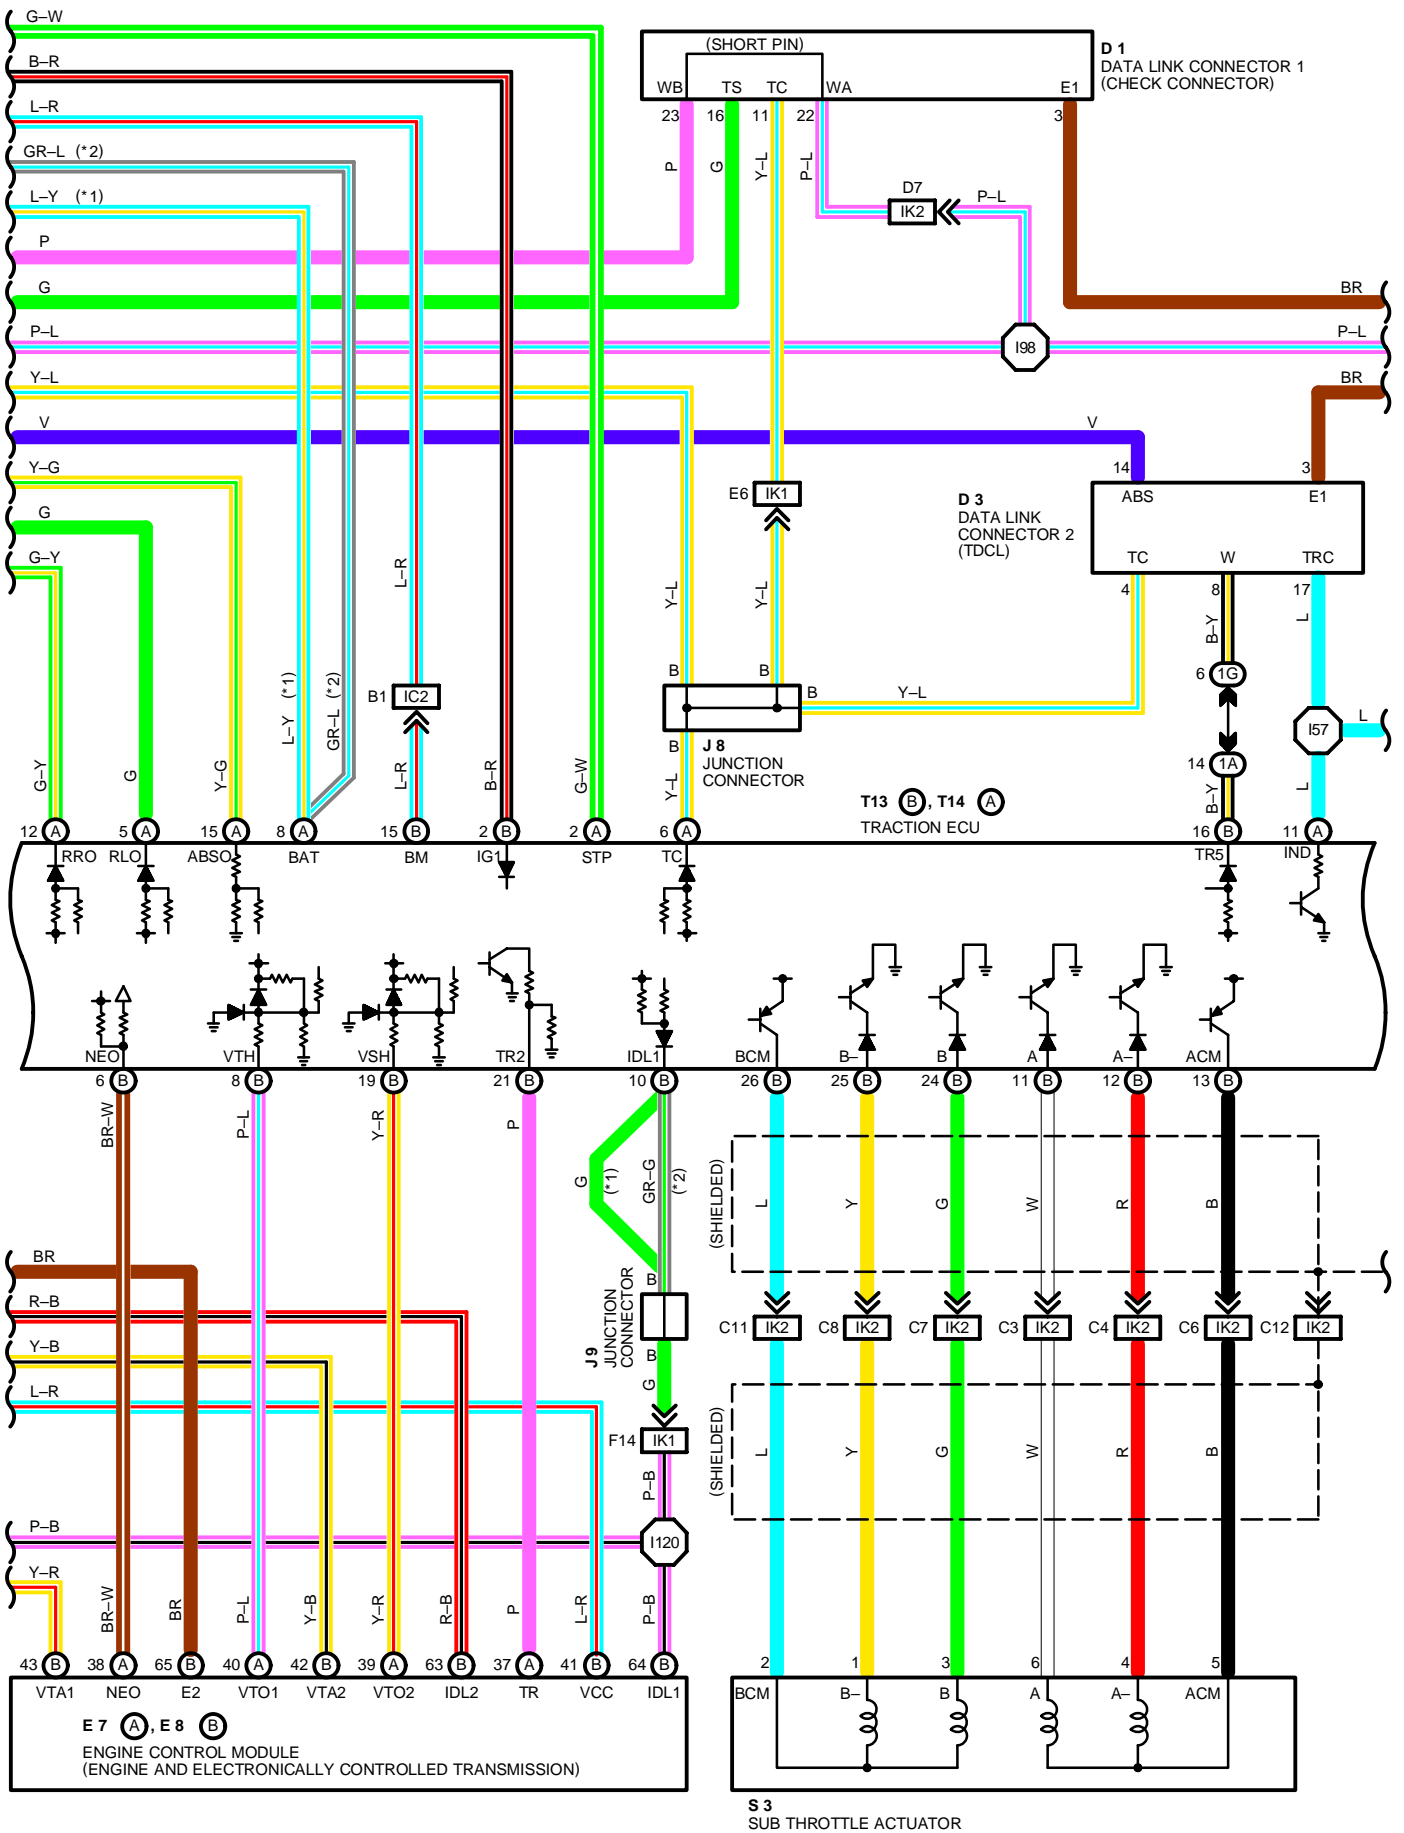 G–W
B–R
L–R
GR–L (*2)
L–Y (*1)
P
G
P–L
Y–L
V
Y–G
G
G–Y
(SHORT PIN)
WB TS TC WA E1
D 1
DATA LINK CONNECTOR 1
(CHECK CONNECTOR)
23 16 11 22 3
P G Y–L P–L
D7
IK2
P–L
BR
I98
P–L
BR
V
14 3
ABS E1
D 3
DATA LINK
CONNECTOR 2
(TDCL)
TC W TRC
4 8 17
E6 IK1
L–R
Y–L Y–L
B–Y L
6 1G
B B
B Y–L
B1 IC2
L–Y (*1)
GR–L (*2)
B
J 8
JUNCTION
CONNECTOR
I57 L
14 1A
G–Y G Y–G L–R B–R G–W Y–L B–Y L
T13 B , T14 A
TRACTION ECU
12 A 5 A 15 A 8 A 15 B 2 B 2 A 6 A 16 B 11 A
RRO RLO ABSO BAT BM IG1 STP TC TR5 IND
NEO VTH VSH TR2 IDL1 BCM B– B A A– ACM
6 B 8 B 19 B 21 B 10 B 26 B 25 B 24 B 11 B 12 B 13 B
BR–W P–L Y–R P
G (*1) GR–G (*2)
(SHIELDED)
L Y G W R B
BR
R–B
Y–B
L–R
B
J 9
JUNCTION
CONNECTOR
B
G
C11 IK2 C8 IK2 C7 IK2 C3 IK2 C4 IK2 C6 IK2 C12 IK2
F14 IK1
(SHIELDED)
L Y G W R B
P–B
P–B
I120
Y–R
BR–W BR P–L Y–B Y–R R–B P L–R P–B
43 B 38 A 65 B 40 A 42 B 39 A 63 B 37 A 41 B 64 B
VTA1 NEO E2 VTO1 VTA2 VTO2 IDL2 TR VCC IDL1
E 7 A , E 8 B
ENGINE CONTROL MODULE
(ENGINE AND ELECTRONICALLY CONTROLLED TRANSMISSION)
2 1 3 6 4 5
BCM B– B A A– ACM
S 3
SUB THROTTLE ACTUATOR